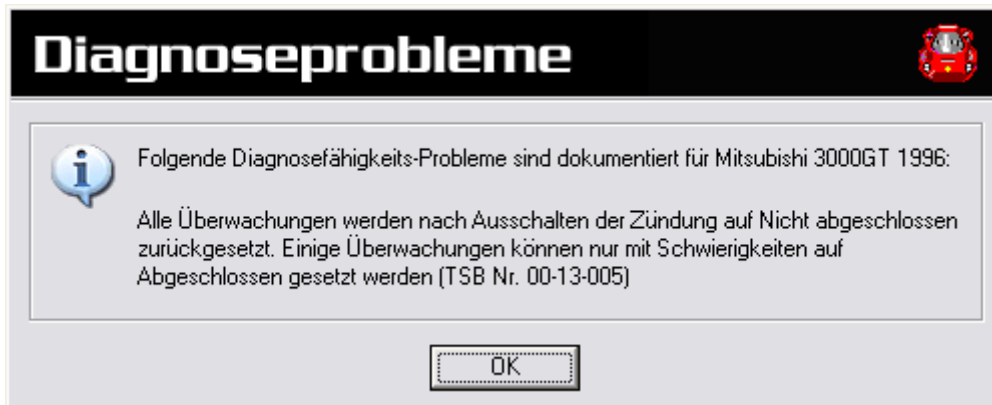 Diagnoseprobleme
Folgende Diagnosefähigkeits-Probleme sind dokumentiert für Mitsubishi 3000GT 1996:
Alle Überwachungen werden nach Ausschalten der Zündung auf Nicht abgeschlossen
zurückgesetzt. Einige Überwachungen können nur mit Schwierigkeiten auf
Abgeschlossen gesetzt werden (TSB Nr. 00-13-005)
OK